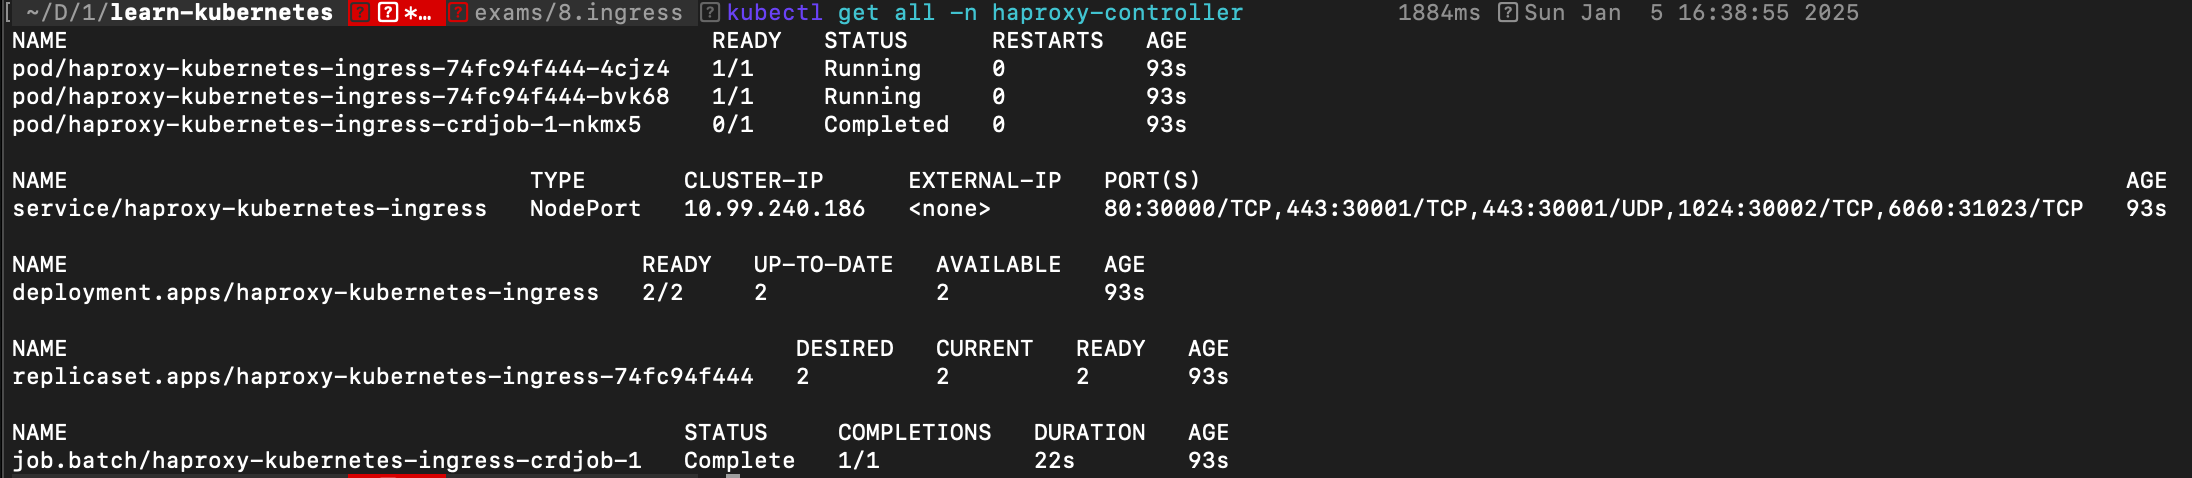 ~/D/1/learn-kubernetes *… exams/8.ingress kubectl get all -n haproxy-controller 1884ms Sun Jan 5 16:38:55 2025
NAME READY STATUS RESTARTS AGE
pod/haproxy-kubernetes-ingress-74fc94f444-4cjz4 1/1 Running 0 93s
pod/haproxy-kubernetes-ingress-74fc94f444-bvk68 1/1 Running 0 93s
pod/haproxy-kubernetes-ingress-crdjob-1-nkmx5 0/1 Completed 0 93s
NAME TYPE CLUSTER-IP EXTERNAL-IP PORT(S) AGE
service/haproxy-kubernetes-ingress NodePort 10.99.240.186 <none> 80:30000/TCP,443:30001/TCP,443:30001/UDP,1024:30002/TCP,6060:31023/TCP 93s
NAME READY UP-TO-DATE AVAILABLE AGE
deployment.apps/haproxy-kubernetes-ingress 2/2 2 2 93s
NAME DESIRED CURRENT READY AGE
replicaset.apps/haproxy-kubernetes-ingress-74fc94f444 2 2 2 93s
NAME STATUS COMPLETIONS DURATION AGE
job.batch/haproxy-kubernetes-ingress-crdjob-1 Complete 1/1 22s 93s